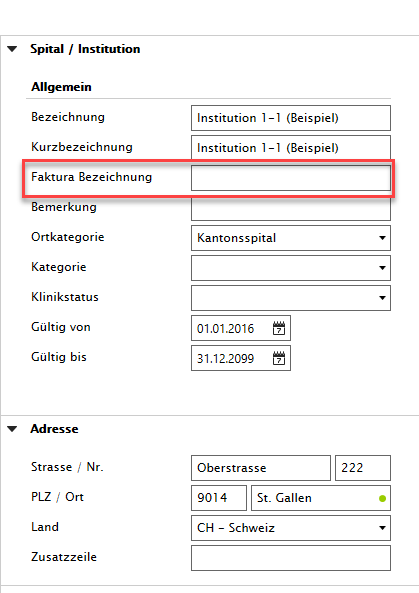 Spital / Institution
Allgemein
Bezeichnung Institution 1-1 (Beispiel)
Kurzbezeichnung Institution 1-1 (Beispiel)
Faktura Bezeichnung
Bemerkung
Ortkategorie Kantonsspital
Kategorie
Klinikstatus
Gültig von 01.01.2016 7
Gültig bis 31.12.2099 7
Adresse
Strasse / Nr. Oberstrasse 222
PLZ / Ort 9014 St. Gallen
Land CH - Schweiz
Zusatzzeile